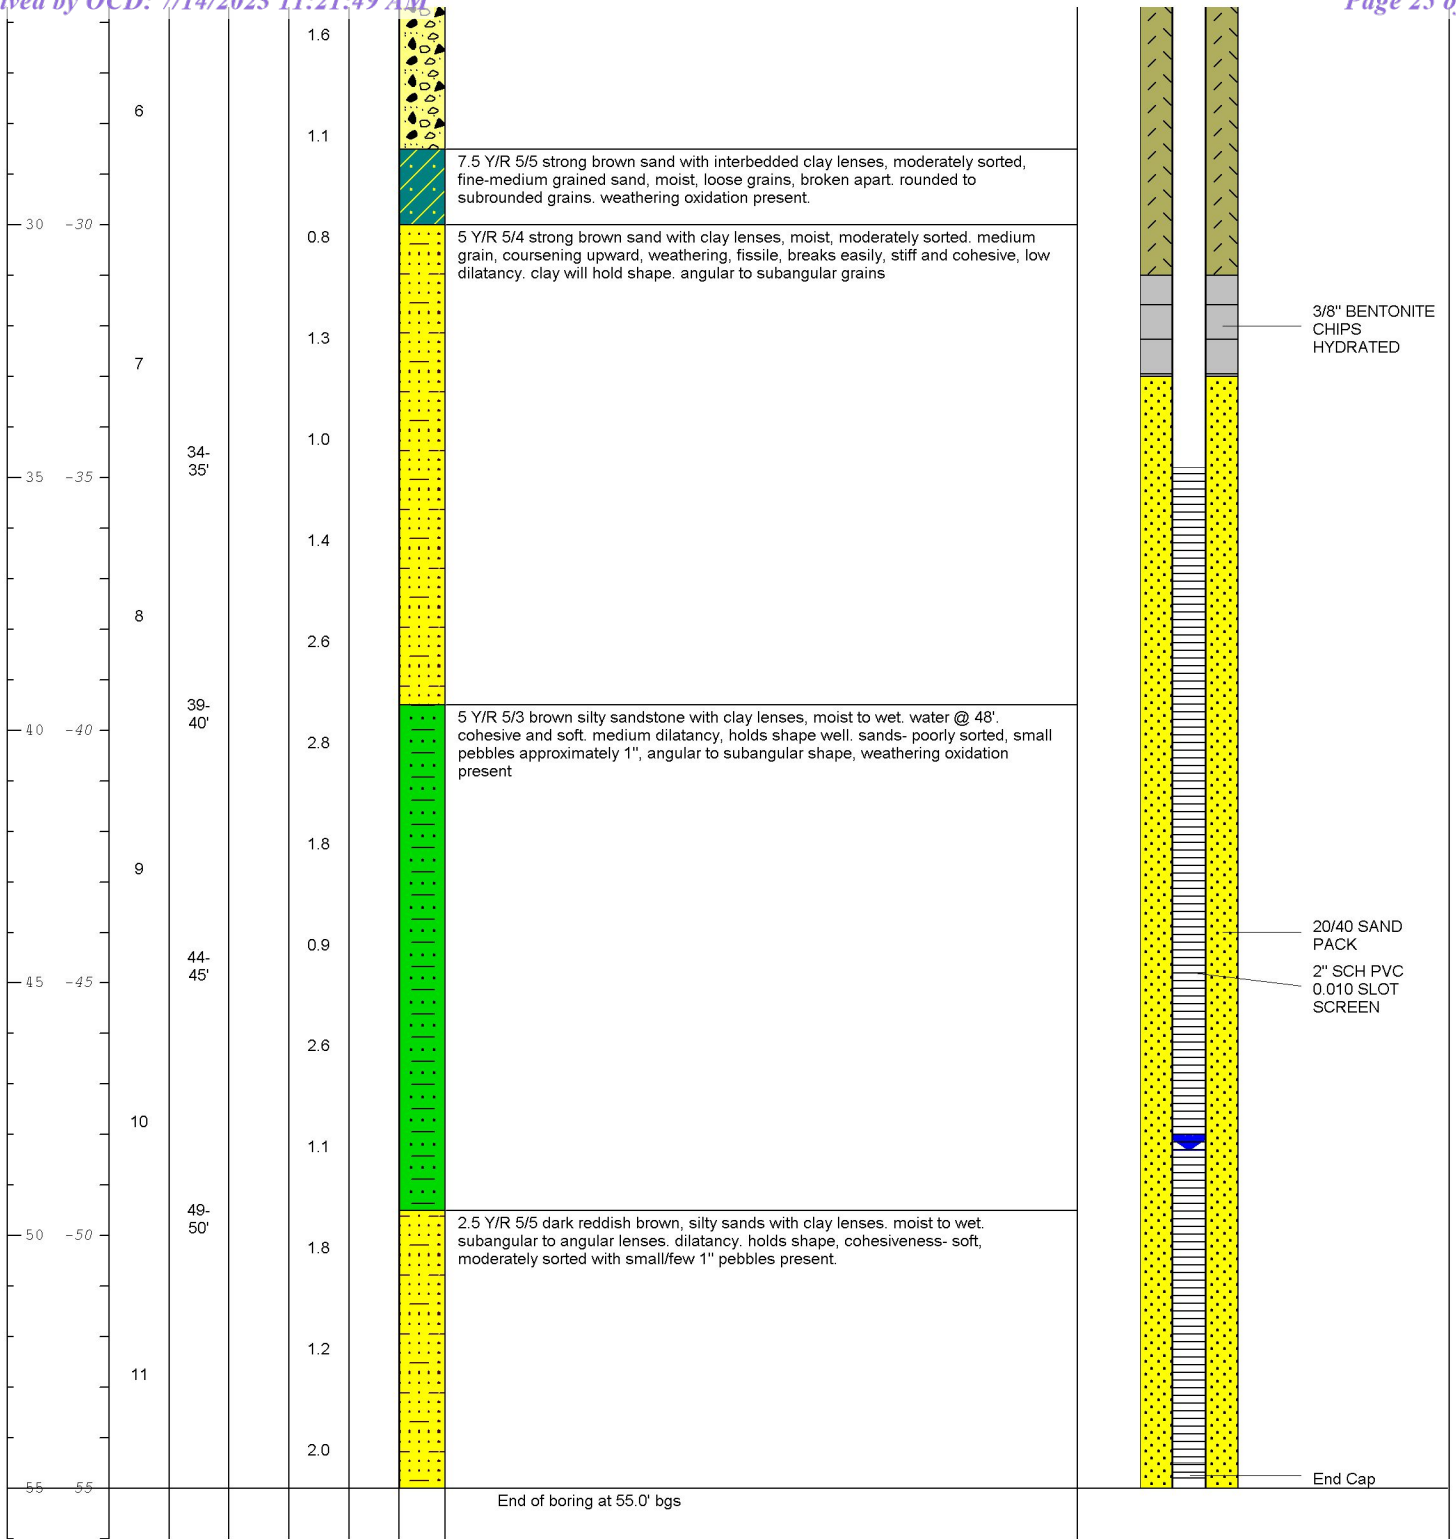 ived by OCD: 7/14/2023 11:21:49 AM
Page 23 o
1.6
6
1.1
7.5 Y/R 5/5 strong brown sand with interbedded clay lenses, moderately sorted,
fine-medium grained sand, moist, loose grains, broken apart. rounded to
subrounded grains. weathering oxidation present.
30 -30
0.8
5 Y/R 5/4 strong brown sand with clay lenses, moist, moderately sorted. medium
grain, coursening upward, weathering, fissile, breaks easily, stiff and cohesive, low
dilatancy. clay will hold shape. angular to subangular grains
3/8" BENTONITE
CHIPS
HYDRATED
1.3
7
1.0
34-
35'
35 -35
1.4
8
2.6
39-
40'
40 -40
5 Y/R 5/3 brown silty sandstone with clay lenses, moist to wet. water @ 48'.
cohesive and soft. medium dilatancy, holds shape well. sands- poorly sorted, small
pebbles approximately 1", angular to subangular shape, weathering oxidation
present
2.8
1.8
9
0.9
20/40 SAND
PACK
44-
45'
45 -45
2" SCH PVC
0.010 SLOT
SCREEN
2.6
10
1.1
49-
50'
50 -50
2.5 Y/R 5/5 dark reddish brown, silty sands with clay lenses. moist to wet.
subangular to angular lenses. dilatancy. holds shape, cohesiveness- soft,
moderately sorted with small/few 1" pebbles present.
1.8
1.2
11
2.0
End Cap
55 55
End of boring at 55.0' bgs